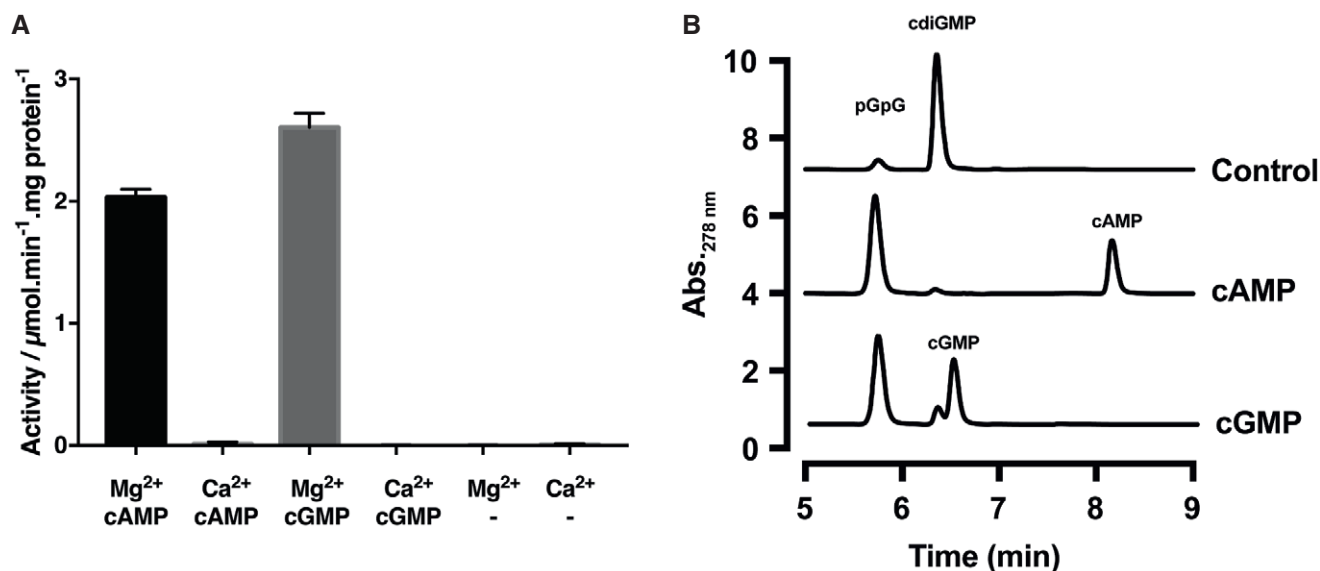 A
Activity / µmol.min⁻¹.mg protein⁻¹
3
2
1
0
Mg²⁺ Ca²⁺ Mg²⁺ Ca²⁺ Mg²⁺ Ca²⁺
cAMP cAMP cGMP cGMP - -
B
Abs.278 nm
10
8
6
4
2
0
cdiGMP
pGpG
Control
cAMP
cAMP
cGMP
cGMP
5 6 7 8 9
Time (min)